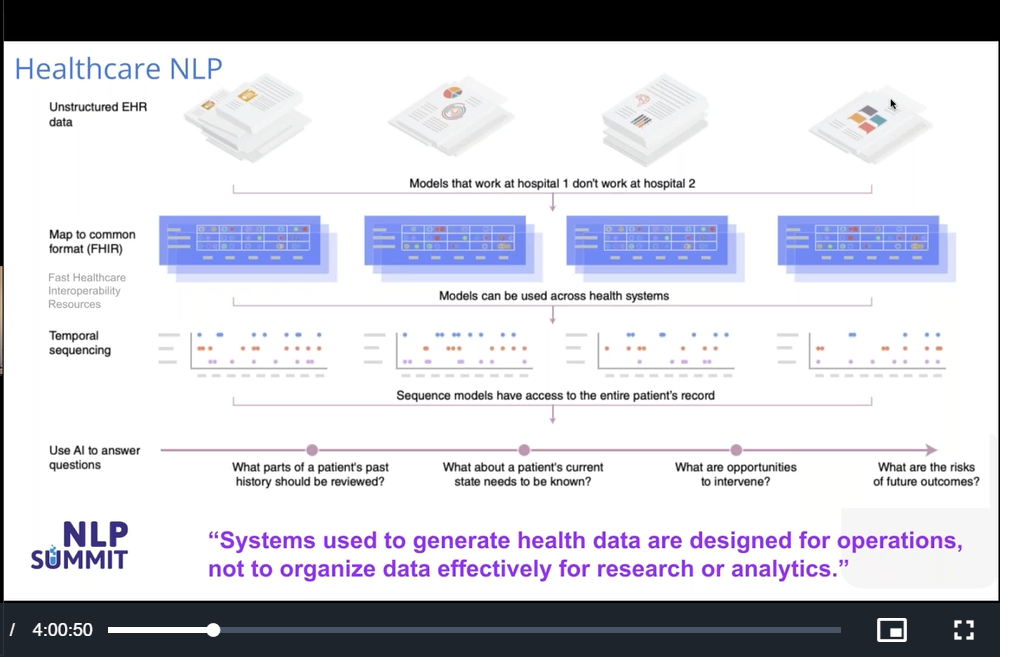 Healthcare NLP
Unstructured EHR
data
Models that work at hospital 1 don't work at hospital 2
Map to common
format (FHIR)
Fast Healthcare
Interoperability
Resources
Models can be used across health systems
Temporal
sequencing
Sequence models have access to the entire patient's record
Use AI to answer
questions
What parts of a patient's past
history should be reviewed?
What about a patient's current
state needs to be known?
What are opportunities
to intervene?
What are the risks
of future outcomes?
NLP
SUMMIT
“Systems used to generate health data are designed for operations,
not to organize data effectively for research or analytics.”
/ 4:00:50